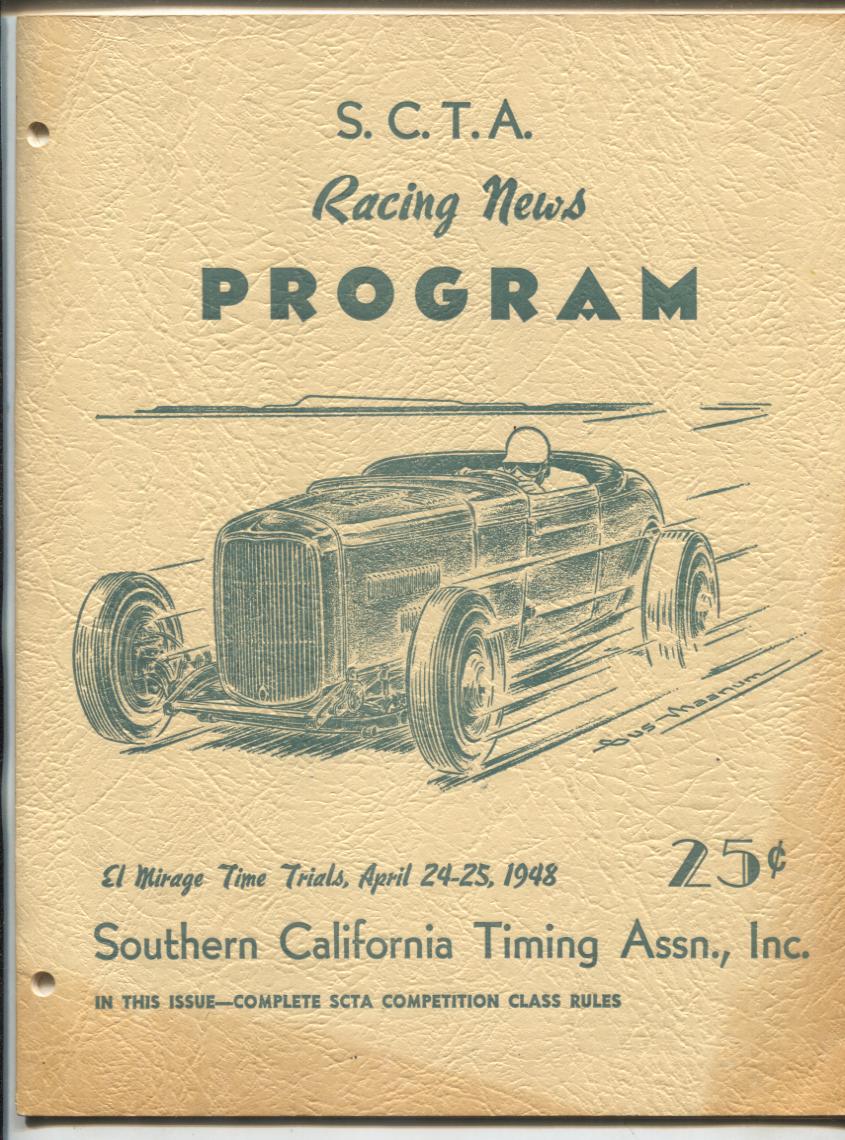 S. C. T. A.
Racing News
PROGRAM
Gus Maanum
El Mirage Time Trials, April 24-25, 1948
25¢
Southern California Timing Assn., Inc.
IN THIS ISSUE—COMPLETE SCTA COMPETITION CLASS RULES